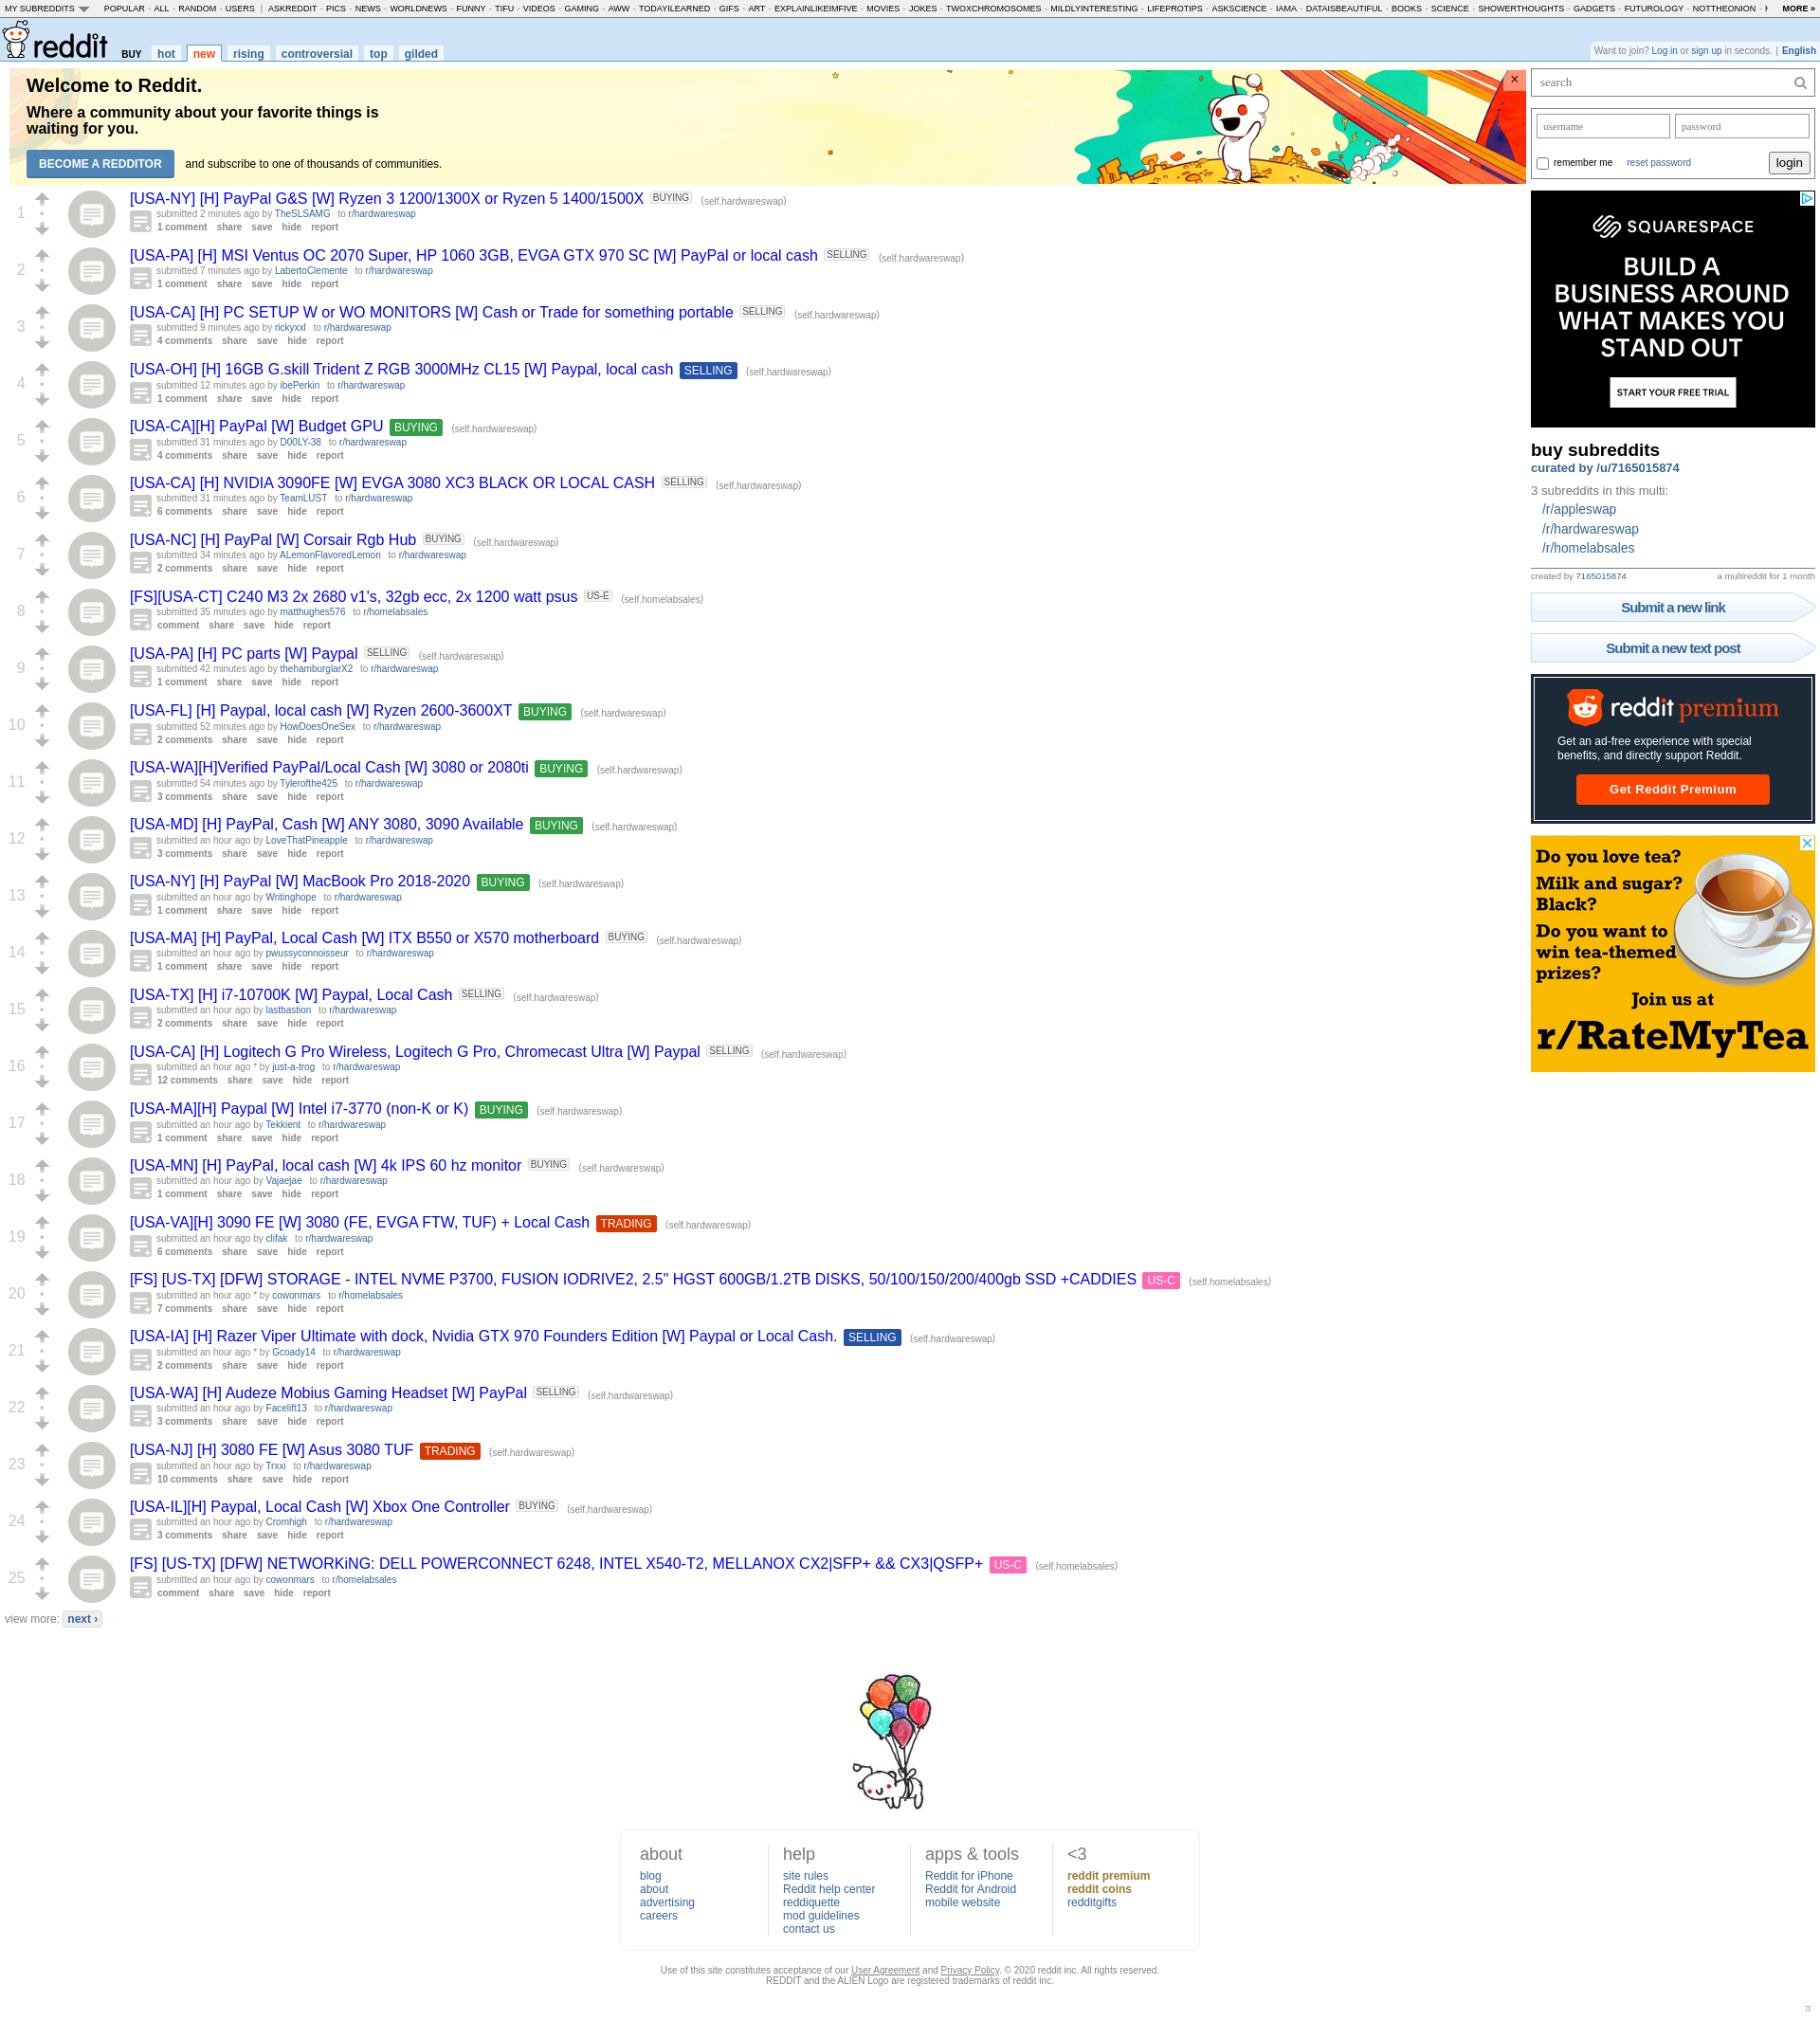 MY SUBREDDITS POPULAR - ALL - RANDOM - USERS | ASKREDDIT - PICS - NEWS - WORLDNEWS - FUNNY - TIFU - VIDEOS - GAMING - AWW - TODAYILEARNED - GIFS - ART - EXPLAINLIKEIMFIVE - MOVIES - JOKES - TWOXCHROMOSOMES - MILDLYINTERESTING - LIFEPROTIPS - ASKSCIENCE - IAMA - DATAISBEAUTIFUL - BOOKS - SCIENCE - SHOWERTHOUGHTS - GADGETS - FUTUROLOGY - NOTTHEONION - MORE »
reddit BUY hot new rising controversial top gilded
Want to join? Log in or sign up in seconds. | English
Welcome to Reddit.
Where a community about your favorite things is
waiting for you.
BECOME A REDDITOR and subscribe to one of thousands of communities.
×
1
[USA-NY] [H] PayPal G&S [W] Ryzen 3 1200/1300X or Ryzen 5 1400/1500X BUYING (self.hardwareswap)
submitted 2 minutes ago by TheSLSAMG to r/hardwareswap
1 comment share save hide report
2
[USA-PA] [H] MSI Ventus OC 2070 Super, HP 1060 3GB, EVGA GTX 970 SC [W] PayPal or local cash SELLING (self.hardwareswap)
submitted 7 minutes ago by LabertoClemente to r/hardwareswap
1 comment share save hide report
3
[USA-CA] [H] PC SETUP W or WO MONITORS [W] Cash or Trade for something portable SELLING (self.hardwareswap)
submitted 9 minutes ago by rickyxxl to r/hardwareswap
4 comments share save hide report
4
[USA-OH] [H] 16GB G.skill Trident Z RGB 3000MHz CL15 [W] Paypal, local cash SELLING (self.hardwareswap)
submitted 12 minutes ago by ibePerkin to r/hardwareswap
1 comment share save hide report
5
[USA-CA][H] PayPal [W] Budget GPU BUYING (self.hardwareswap)
submitted 31 minutes ago by D00LY-38 to r/hardwareswap
4 comments share save hide report
6
[USA-CA] [H] NVIDIA 3090FE [W] EVGA 3080 XC3 BLACK OR LOCAL CASH SELLING (self.hardwareswap)
submitted 31 minutes ago by TeamLUST to r/hardwareswap
6 comments share save hide report
7
[USA-NC] [H] PayPal [W] Corsair Rgb Hub BUYING (self.hardwareswap)
submitted 34 minutes ago by ALemonFlavoredLemon to r/hardwareswap
2 comments share save hide report
8
[FS][USA-CT] C240 M3 2x 2680 v1's, 32gb ecc, 2x 1200 watt psus US-E (self.homelabsales)
submitted 35 minutes ago by matthughes576 to r/homelabsales
comment share save hide report
9
[USA-PA] [H] PC parts [W] Paypal SELLING (self.hardwareswap)
submitted 42 minutes ago by thehamburglarX2 to r/hardwareswap
1 comment share save hide report
10
[USA-FL] [H] Paypal, local cash [W] Ryzen 2600-3600XT BUYING (self.hardwareswap)
submitted 52 minutes ago by HowDoesOneSex to r/hardwareswap
2 comments share save hide report
11
[USA-WA][H]Verified PayPal/Local Cash [W] 3080 or 2080ti BUYING (self.hardwareswap)
submitted 54 minutes ago by Tylerofthe425 to r/hardwareswap
3 comments share save hide report
12
[USA-MD] [H] PayPal, Cash [W] ANY 3080, 3090 Available BUYING (self.hardwareswap)
submitted an hour ago by LoveThatPineapple to r/hardwareswap
3 comments share save hide report
13
[USA-NY] [H] PayPal [W] MacBook Pro 2018-2020 BUYING (self.hardwareswap)
submitted an hour ago by Writinghope to r/hardwareswap
1 comment share save hide report
14
[USA-MA] [H] PayPal, Local Cash [W] ITX B550 or X570 motherboard BUYING (self.hardwareswap)
submitted an hour ago by pwussyconnoisseur to r/hardwareswap
1 comment share save hide report
15
[USA-TX] [H] i7-10700K [W] Paypal, Local Cash SELLING (self.hardwareswap)
submitted an hour ago by lastbastion to r/hardwareswap
2 comments share save hide report
16
[USA-CA] [H] Logitech G Pro Wireless, Logitech G Pro, Chromecast Ultra [W] Paypal SELLING (self.hardwareswap)
submitted an hour ago * by just-a-trog to r/hardwareswap
12 comments share save hide report
17
[USA-MA][H] Paypal [W] Intel i7-3770 (non-K or K) BUYING (self.hardwareswap)
submitted an hour ago by Tekkient to r/hardwareswap
1 comment share save hide report
18
[USA-MN] [H] PayPal, local cash [W] 4k IPS 60 hz monitor BUYING (self.hardwareswap)
submitted an hour ago by Vajaejae to r/hardwareswap
1 comment share save hide report
19
[USA-VA][H] 3090 FE [W] 3080 (FE, EVGA FTW, TUF) + Local Cash TRADING (self.hardwareswap)
submitted an hour ago by clifak to r/hardwareswap
6 comments share save hide report
20
[FS] [US-TX] [DFW] STORAGE - INTEL NVME P3700, FUSION IODRIVE2, 2.5" HGST 600GB/1.2TB DISKS, 50/100/150/200/400gb SSD +CADDIES US-C (self.homelabsales)
submitted an hour ago * by cowonmars to r/homelabsales
7 comments share save hide report
21
[USA-IA] [H] Razer Viper Ultimate with dock, Nvidia GTX 970 Founders Edition [W] Paypal or Local Cash. SELLING (self.hardwareswap)
submitted an hour ago * by Gcoady14 to r/hardwareswap
2 comments share save hide report
22
[USA-WA] [H] Audeze Mobius Gaming Headset [W] PayPal SELLING (self.hardwareswap)
submitted an hour ago by Facelift13 to r/hardwareswap
3 comments share save hide report
23
[USA-NJ] [H] 3080 FE [W] Asus 3080 TUF TRADING (self.hardwareswap)
submitted an hour ago by Trxxi to r/hardwareswap
10 comments share save hide report
24
[USA-IL][H] Paypal, Local Cash [W] Xbox One Controller BUYING (self.hardwareswap)
submitted an hour ago by Cromhigh to r/hardwareswap
3 comments share save hide report
25
[FS] [US-TX] [DFW] NETWORKiNG: DELL POWERCONNECT 6248, INTEL X540-T2, MELLANOX CX2|SFP+ && CX3|QSFP+ US-C (self.homelabsales)
submitted an hour ago by cowonmars to r/homelabsales
comment share save hide report
view more: next ›
search
username password
remember me reset password login
SQUARESPACE
BUILD A
BUSINESS AROUND
WHAT MAKES YOU
STAND OUT
START YOUR FREE TRIAL
buy subreddits
curated by /u/7165015874
3 subreddits in this multi:
/r/appleswap
/r/hardwareswap
/r/homelabsales
created by 7165015874 a multireddit for 1 month
Submit a new link
Submit a new text post
reddit premium
Get an ad-free experience with special
benefits, and directly support Reddit.
Get Reddit Premium
Do you love tea?
Milk and sugar?
Black?
Do you want to
win tea-themed
prizes?
Join us at
r/RateMyTea
about
blog
about
advertising
careers
help
site rules
Reddit help center
reddiquette
mod guidelines
contact us
apps & tools
Reddit for iPhone
Reddit for Android
mobile website
<3
reddit premium
reddit coins
redditgifts
Use of this site constitutes acceptance of our User Agreement and Privacy Policy. © 2020 reddit inc. All rights reserved.
REDDIT and the ALIEN Logo are registered trademarks of reddit inc.
π